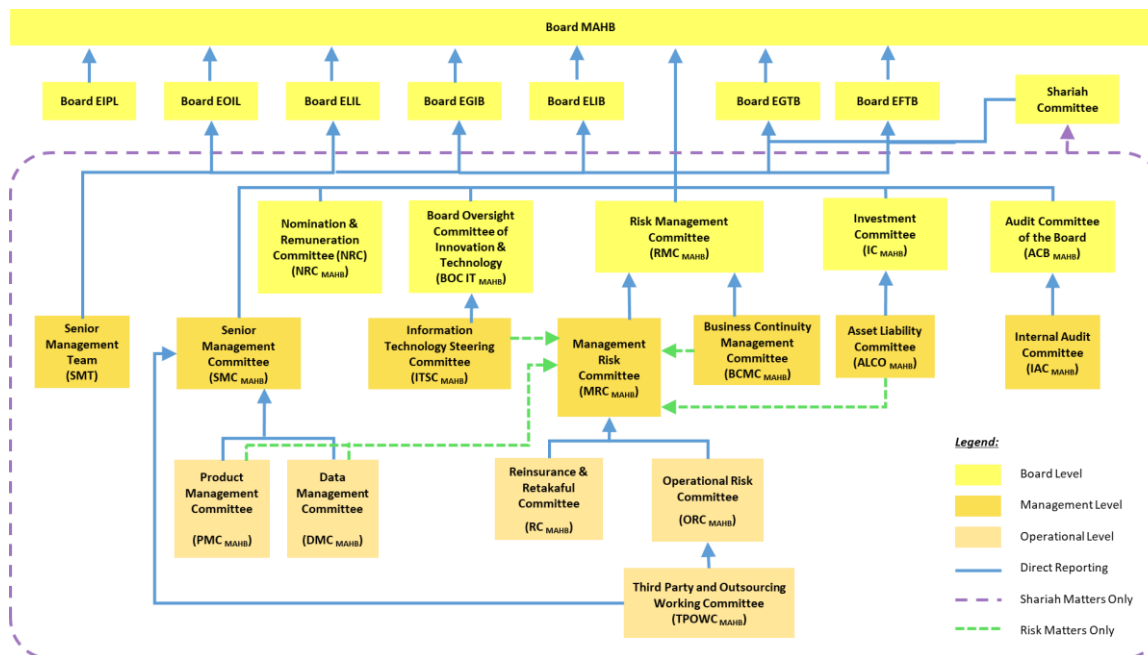 Board MAHB
Board EIPL
Board EOIL
Board ELIL
Board EGIB
Board ELIB
Board EGTB
Board EFTB
Shariah
Committee
Nomination &
Remuneration
Committee (NRC)
(NRC MAHB)
Board Oversight
Committee of
Innovation &
Technology
(BOC IT MAHB)
Risk Management
Committee
(RMC MAHB)
Investment
Committee
(IC MAHB)
Audit Committee
of the Board
(ACB MAHB)
Senior
Management
Team
(SMT)
Senior
Management
Committee
(SMC MAHB)
Information
Technology Steering
Committee
(ITSC MAHB)
Management
Risk
Committee
(MRC MAHB)
Business Continuity
Management
Committee
(BCMC MAHB)
Asset Liability
Committee
(ALCO MAHB)
Internal Audit
Committee
(IAC MAHB)
Product
Management
Committee
(PMC MAHB)
Data
Management
Committee
(DMC MAHB)
Reinsurance &
Retakaful
Committee
(RC MAHB)
Operational Risk
Committee
(ORC MAHB)
Third Party and Outsourcing
Working Committee
(TPOWC MAHB)
Legend:
Board Level
Management Level
Operational Level
Direct Reporting
Shariah Matters Only
Risk Matters Only